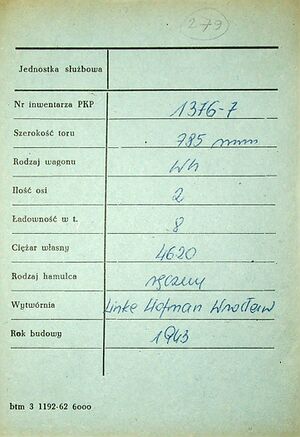 279
Jednostka służbowa
Nr inwentarza PKP 1376-7
Szerokość toru 785 mm
Rodzaj wagonu Wh
Ilość osi 2
Ładowność w t. 8
Ciężar własny 4620
Rodzaj hamulca ręczny
Wytwórnia Linke Hofman Wrocław
Rok budowy 1943
btm 3 1192-62 6000